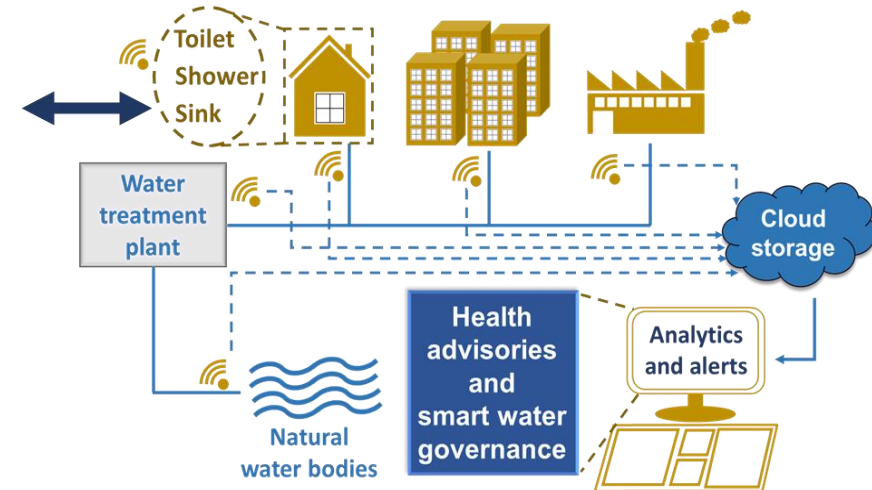 Toilet
Shower
Sink
Water
treatment
plant
Cloud
storage
Health
advisories
and
smart water
governance
Analytics
and alerts
Natural
water bodies